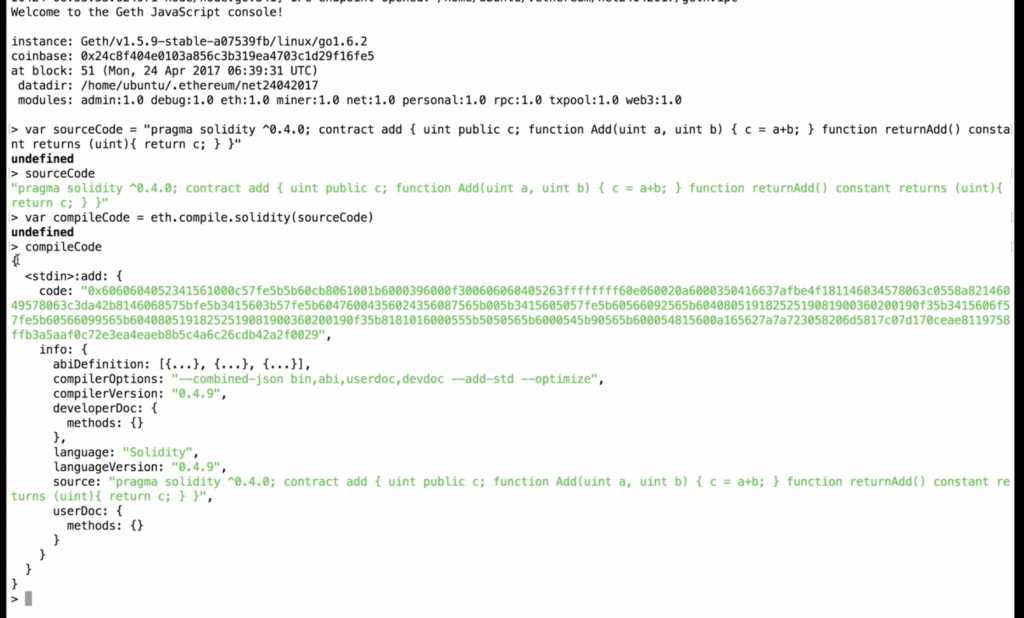 Welcome to the Geth JavaScript console!
instance: Geth/v1.5.9-stable-a07539fb/linux/go1.6.2
coinbase: 0x24c8f404e0103a856c3b319ea4703c1d29f16fe5
at block: 51 (Mon, 24 Apr 2017 06:39:31 UTC)
datadir: /home/ubuntu/.ethereum/net24042017
modules: admin:1.0 debug:1.0 eth:1.0 miner:1.0 net:1.0 personal:1.0 rpc:1.0 txpool:1.0 web3:1.0
> var sourceCode = "pragma solidity ^0.4.0; contract add { uint public c; function Add(uint a, uint b) { c = a+b; } function returnAdd() consta
nt returns (uint){ return c; } }"
undefined
> sourceCode
"pragma solidity ^0.4.0; contract add { uint public c; function Add(uint a, uint b) { c = a+b; } function returnAdd() constant returns (uint){
return c; } }"
> var compileCode = eth.compile.solidity(sourceCode)
undefined
> compileCode
{
<stdin>:add: {
code: "0x6060604052341561000c57fe5b5b60cb8061001b6000396000f300606060405263ffffffff60e060020a6000350416637afbe4f181146034578063c0558a821460
49578063c3da42b8146068575bfe5b3415603b57fe5b60476004356024356087565b005b3415605057fe5b60566092565b60408051918252519081900360200190f35b3415606f5
7fe5b60566099565b60408051918252519081900360200190f35b8181016000555b5050565b6000545b90565b600054815600a165627a7a723058206d5817c07d170ceae8119758
ffb3a5aaf0c72e3ea4eaeb8b5c4a6c26cdb42a2f0029",
info: {
abiDefinition: [{...}, {...}, {...}],
compilerOptions: "--combined-json bin,abi,userdoc,devdoc --add-std --optimize",
compilerVersion: "0.4.9",
developerDoc: {
methods: {}
},
language: "Solidity",
languageVersion: "0.4.9",
source: "pragma solidity ^0.4.0; contract add { uint public c; function Add(uint a, uint b) { c = a+b; } function returnAdd() constant re
turns (uint){ return c; } }",
userDoc: {
methods: {}
}
}
}
}
>